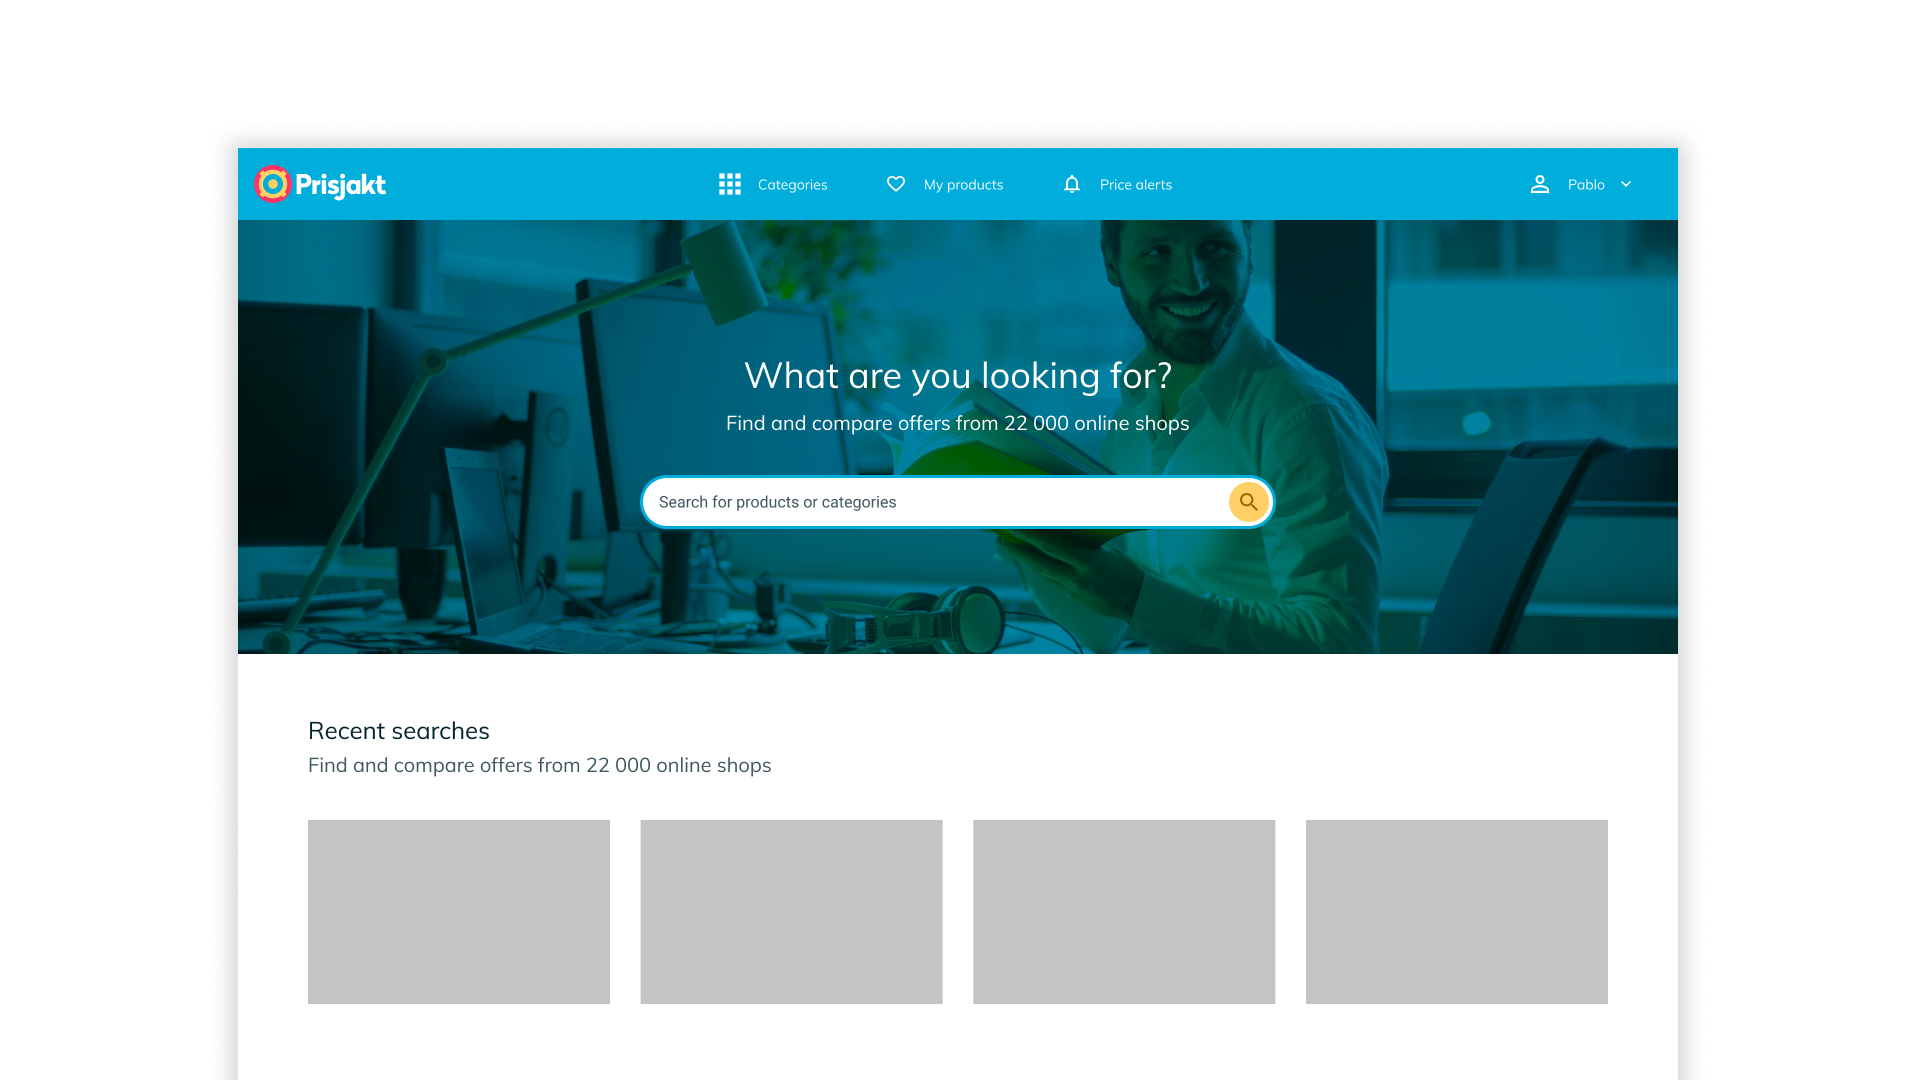 Prisjakt
Categories
My products
Price alerts
Pablo
What are you looking for?
Find and compare offers from 22 000 online shops
Search for products or categories
Recent searches
Find and compare offers from 22 000 online shops